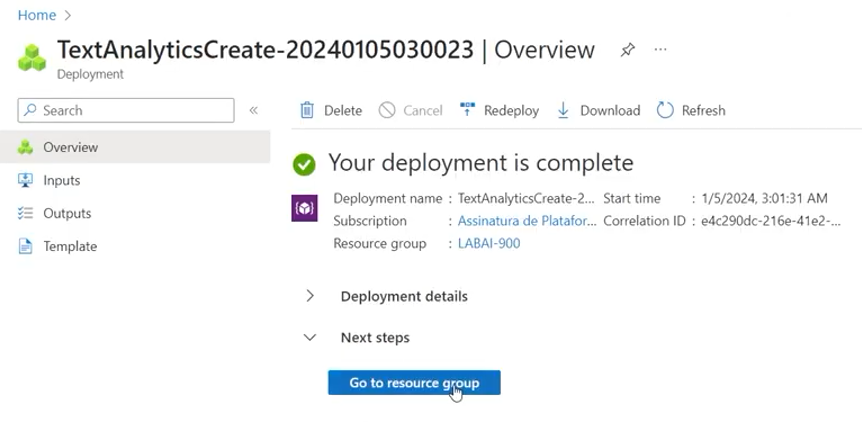 Home >
TextAnalyticsCreate-20240105030023 | Overview ...
Deployment
Search «
Delete Cancel Redeploy Download Refresh
Overview
Inputs
Outputs
Template
Your deployment is complete
Deployment name : TextAnalyticsCreate-2... Start time : 1/5/2024, 3:01:31 AM
Subscription : Assinatura de Platafor... Correlation ID : e4c290dc-216e-41e2-...
Resource group : LABAI-900
Deployment details
Next steps
Go to resource group